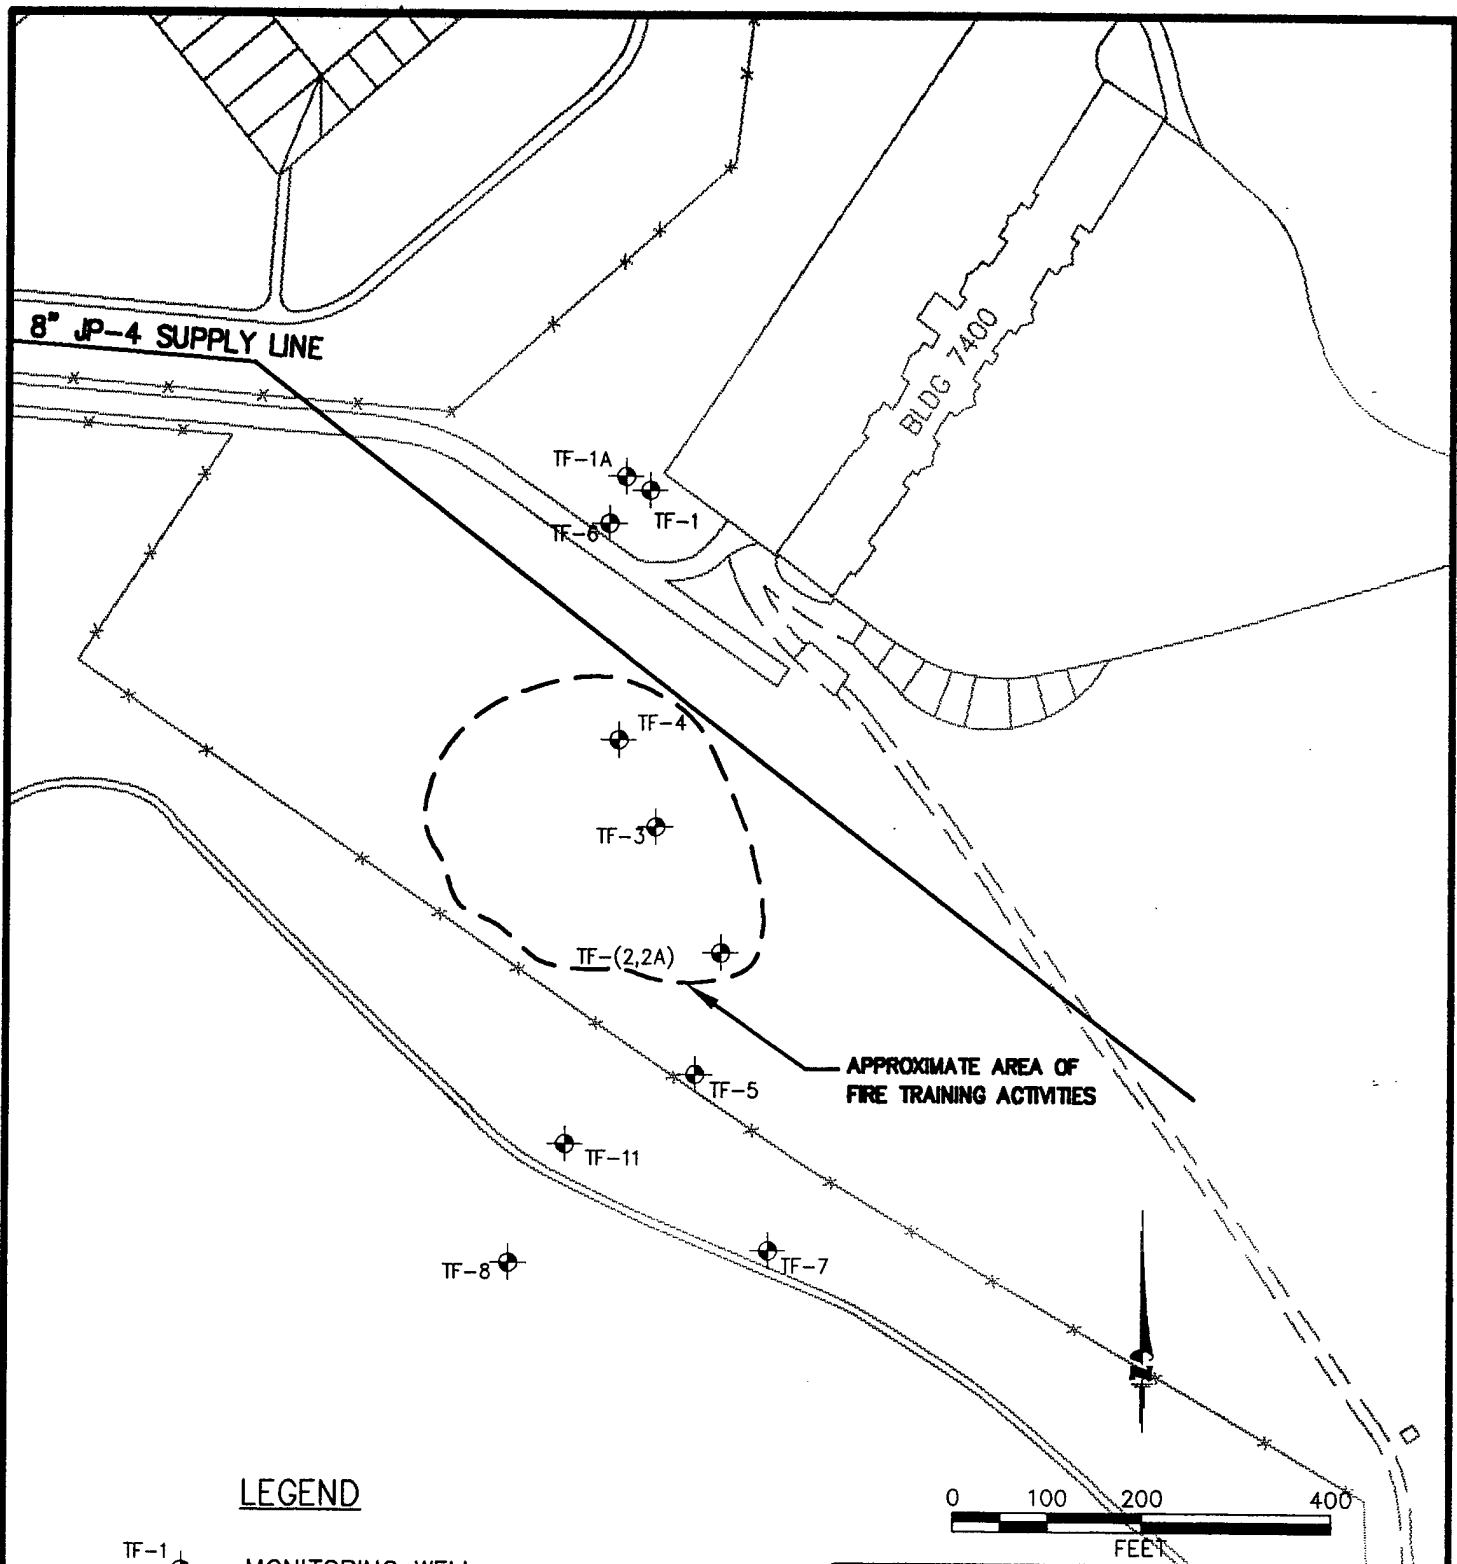 8" JP-4 SUPPLY LINE
BLDG 7400
TF-1A
TF-1
TF-6
TF-4
TF-3
TF-(2,2A)
APPROXIMATE AREA OF
FIRE TRAINING ACTIVITIES
TF-5
TF-11
TF-7
TF-8
N
LEGEND
0 100 200 400
FEET
TF-1
MONITORING WELL